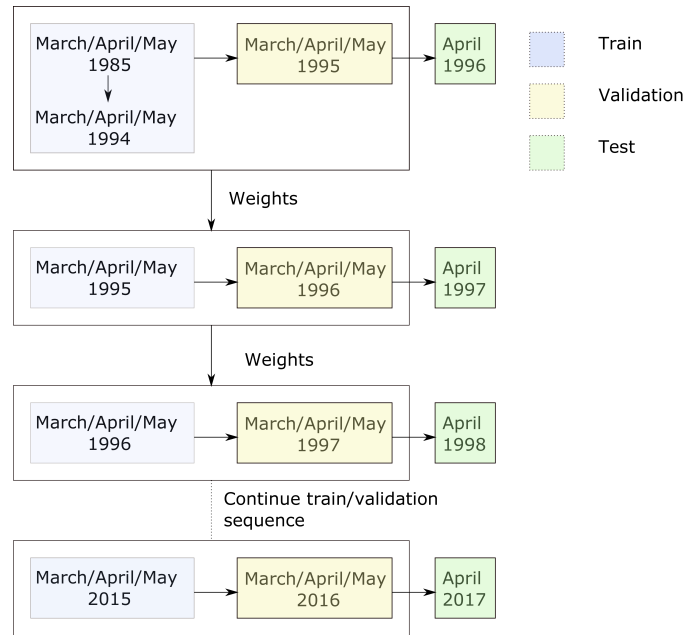 March/April/May
1985
March/April/May
1994
March/April/May
1995
April
1996
Train
Validation
Test
Weights
March/April/May
1995
March/April/May
1996
April
1997
Weights
March/April/May
1996
March/April/May
1997
April
1998
Continue train/validation
sequence
March/April/May
2015
March/April/May
2016
April
2017